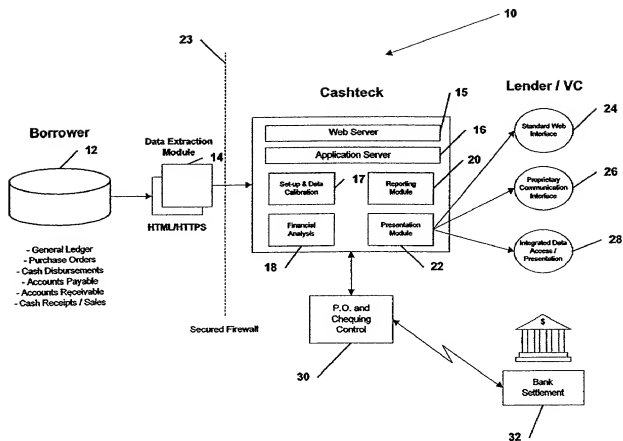 10
23
Cashteck
Lender / VC
15
Web Server
16
Application Server
Borrower
12
Data Extraction
Module
14
HTML/HTTPS
Set-up & Data
Calibration
17
Reporting
Module
20
Financial
Analysis
18
Presentation
Module
22
Standard Web
Interface
24
Proprietary
Communication
Interface
26
Integrated Data
Access /
Presentation
28
- General Ledger
- Purchase Orders
- Cash Disbursements
- Accounts Payable
- Accounts Receivable
- Cash Receipts / Sales
Secured Firewall
P.O. and
Chequing
Control
30
$
Bank
Settlement
32